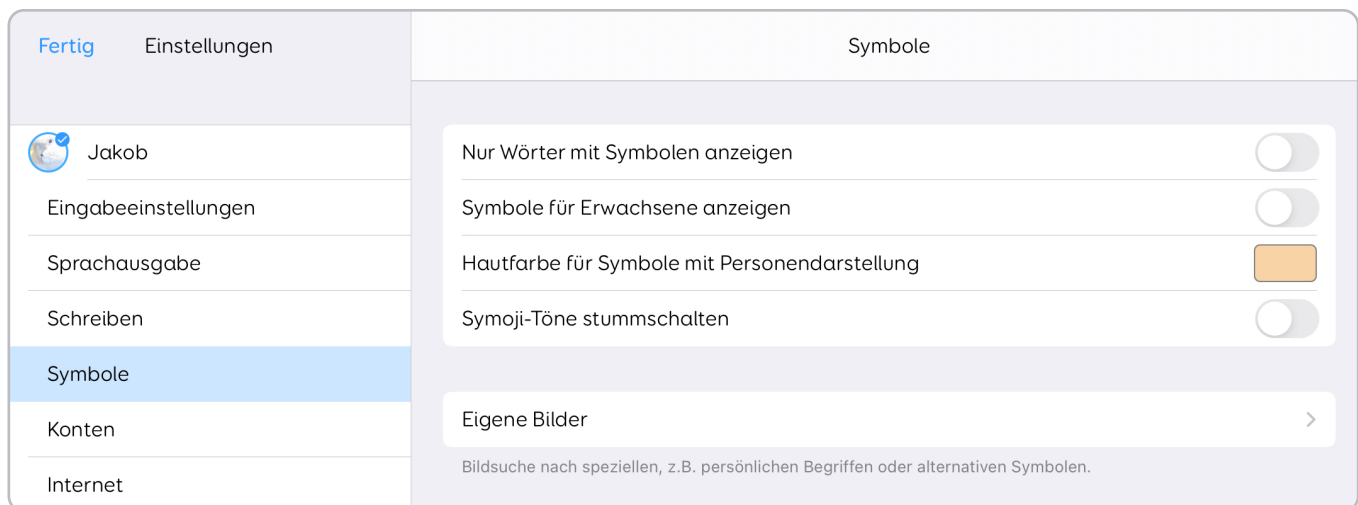 Fertig Einstellungen
Jakob
Eingabeeinstellungen
Sprachausgabe
Schreiben
Symbole
Konten
Internet
Symbole
Nur Wörter mit Symbolen anzeigen
Symbole für Erwachsene anzeigen
Hautfarbe für Symbole mit Personendarstellung
Symoji-Töne stummschalten
Eigene Bilder
Bildsuche nach speziellen, z.B. persönlichen Begriffen oder alternativen Symbolen.